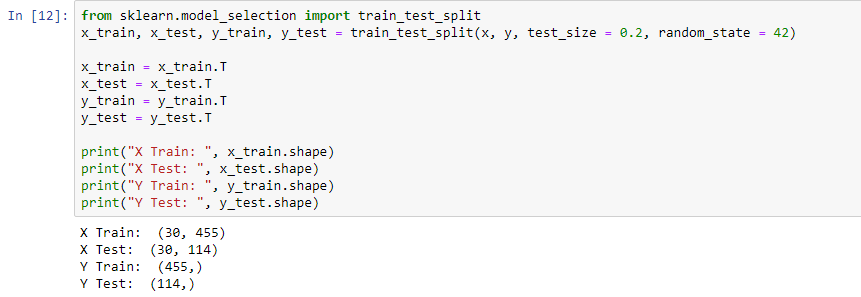 In [12]: from sklearn.model_selection import train_test_split
x_train, x_test, y_train, y_test = train_test_split(x, y, test_size = 0.2, random_state = 42)
x_train = x_train.T
x_test = x_test.T
y_train = y_train.T
y_test = y_test.T
print("X Train: ", x_train.shape)
print("X Test: ", x_test.shape)
print("Y Train: ", y_train.shape)
print("Y Test: ", y_test.shape)
X Train:  (30, 455)
X Test:  (30, 114)
Y Train:  (455,)
Y Test:  (114,)